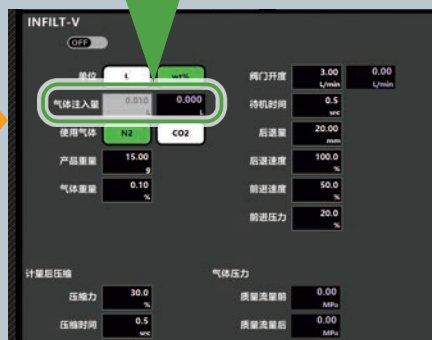 INFILT-V
OFF
单位 L wt%
气体注入量 0.010 L 0.000 L
使用气体 N2 CO2
产品重量 15.00 g
气体重量 0.10 %
阀门开度 3.00 L/min 0.00 L/min
待机时间 0.5 sec
后退量 20.00 mm
后退速度 100.0 %
前进速度 50.0 %
前进压力 20.0 %
计量后压缩
压缩力 30.0 %
压缩时间 0.5 sec
气体压力
质量流量前 0.00 MPa
质量流量后 0.00 MPa